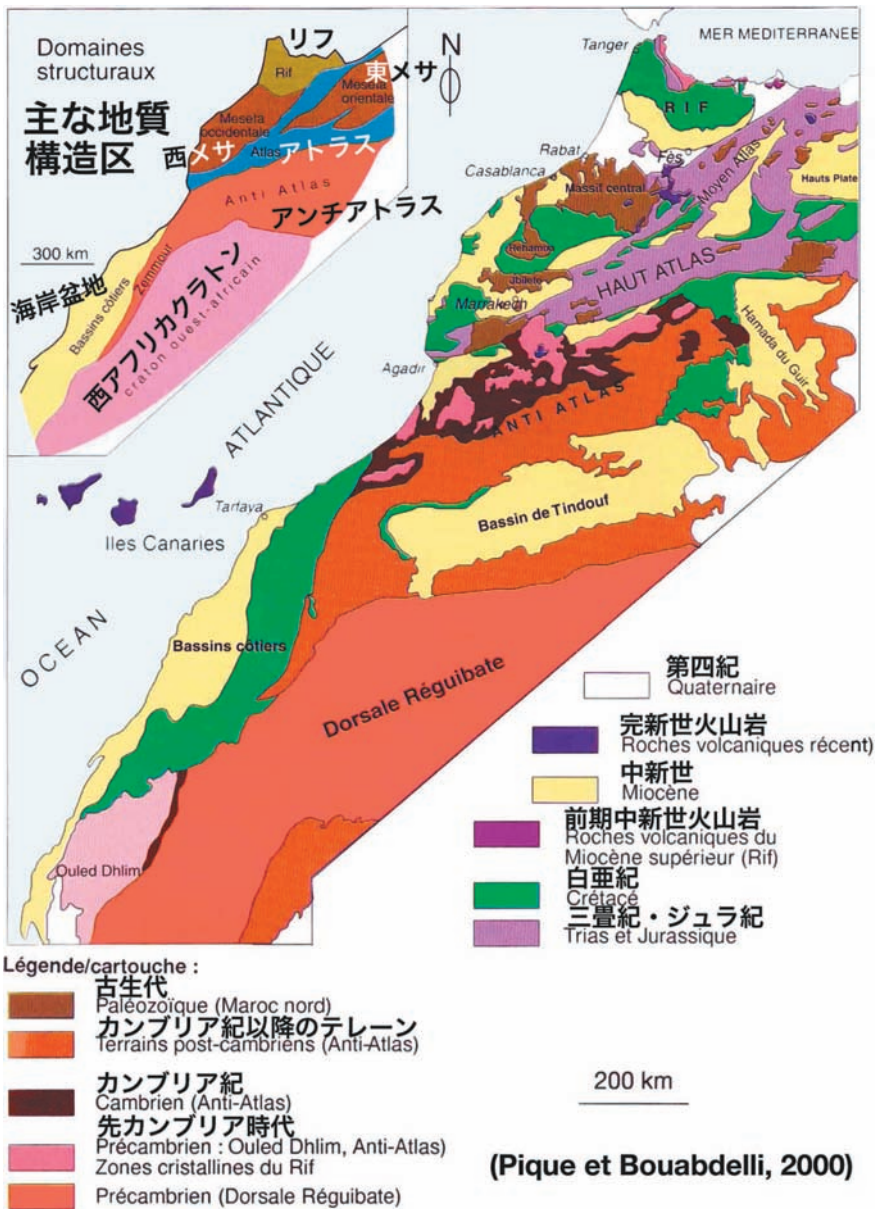 Domaines
structuraux
主な地質
構造区
リフ
Rif
東メサ
Meseta
orientale
Meseta
occidentale
西メサ
Atlas
アトラス
Anti Atlas
アンチアトラス
300 km
海岸盆地
Bassins côtiers
Zemmour
西アフリカクラトン
craton ouest-africain
N
MER MEDITERRANEE
Tanger
RIF
Rabat
Fès
Casablanca
Massif central
Moyen Atlas
Hauts Plate
Rehamna
Jbilete
HAUT ATLAS
Marrakech
Agadir
Hamada du Guir
ANTI ATLAS
ATLANTIQUE
OCEAN
Tarfaya
Iles Canaries
Bassin de Tindouf
Bassins côtiers
Dorsale Réguibate
Ouled Dhlim
第四紀
Quaternaire
完新世火山岩
Roches volcaniques récent)
中新世
Miocène
前期中新世火山岩
Roches volcaniques du
Miocène supérieur (Rif)
白亜紀
Crétacé
三畳紀・ジュラ紀
Trias et Jurassique
Légende/cartouche :
古生代
Paléozoïque (Maroc nord)
カンブリア紀以降のテレーン
Terrains post-cambriens (Anti-Atlas)
カンブリア紀
Cambrien (Anti-Atlas)
先カンブリア時代
Précambrien : Ouled Dhlim, Anti-Atlas)
Zones cristallines du Rif
Précambrien (Dorsale Réguibate)
200 km
(Pique et Bouabdelli, 2000)